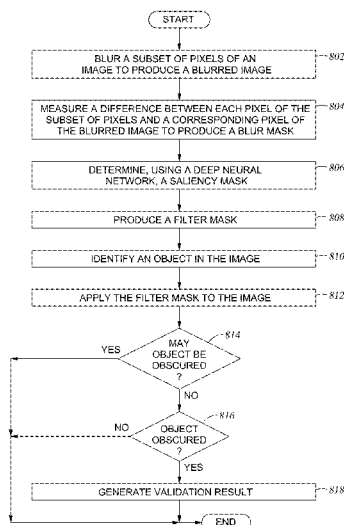 START
BLUR A SUBSET OF PIXELS OF AN
IMAGE TO PRODUCE A BLURRED IMAGE
802
MEASURE A DIFFERENCE BETWEEN EACH PIXEL OF THE
SUBSET OF PIXELS AND A CORRESPONDING PIXEL OF
THE BLURRED IMAGE TO PRODUCE A BLUR MASK
804
DETERMINE, USING A DEEP NEURAL
NETWORK, A SALIENCY MASK
806
PRODUCE A FILTER MASK
808
IDENTIFY AN OBJECT IN THE IMAGE
810
APPLY THE FILTER MASK TO THE IMAGE
812
814
YES
MAY
OBJECT BE
OBSCURED
?
NO
816
NO
OBJECT
OBSCURED
?
YES
GENERATE VALIDATION RESULT
818
END